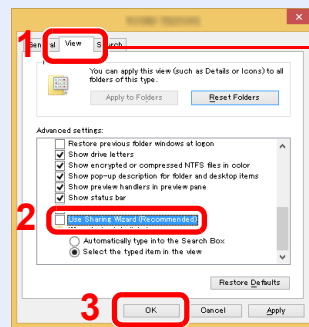 1
General View Search
You can apply this view (such as Details or Icons) to all
folders of this type.
Apply to Folders Reset Folders
Advanced settings:
Restore previous folder windows at logon
Show drive letters
Show encrypted or compressed NTFS files in color
Show pop-up description for folder and desktop items
Show preview handlers in preview pane
Show status bar
2
Use Sharing Wizard (Recommended)
Automatically type into the Search Box
Select the typed item in the view
Restore Defaults
3
OK Cancel Apply